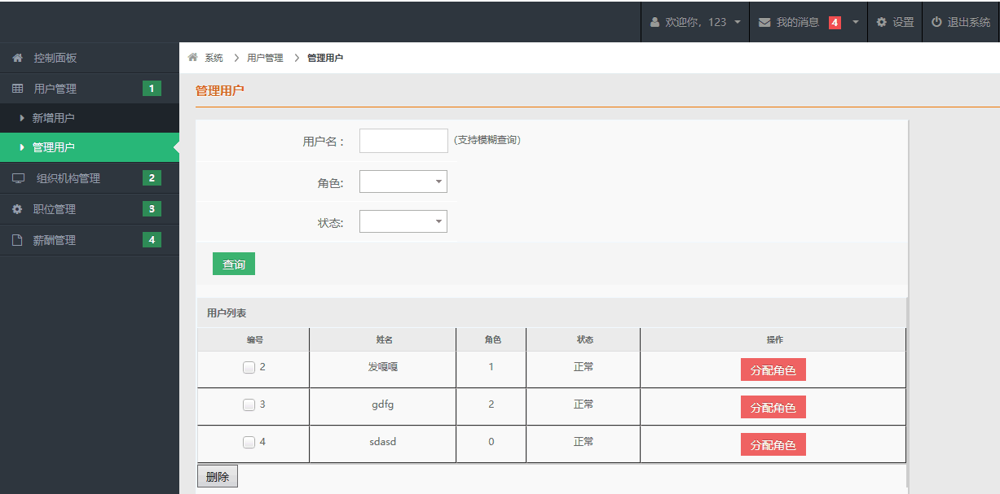 欢迎你，123 我的消息 4 设置 退出系统
控制面板
用户管理 1
新增用户
管理用户
组织机构管理 2
职位管理 3
薪酬管理 4
系统 用户管理 管理用户
管理用户
用户名： (支持模糊查询)
角色:
状态:
查询
用户列表
编号 姓名 角色 状态 操作
2 发嘎嘎 1 正常 分配角色
3 gdfg 2 正常 分配角色
4 sdasd 0 正常 分配角色
删除